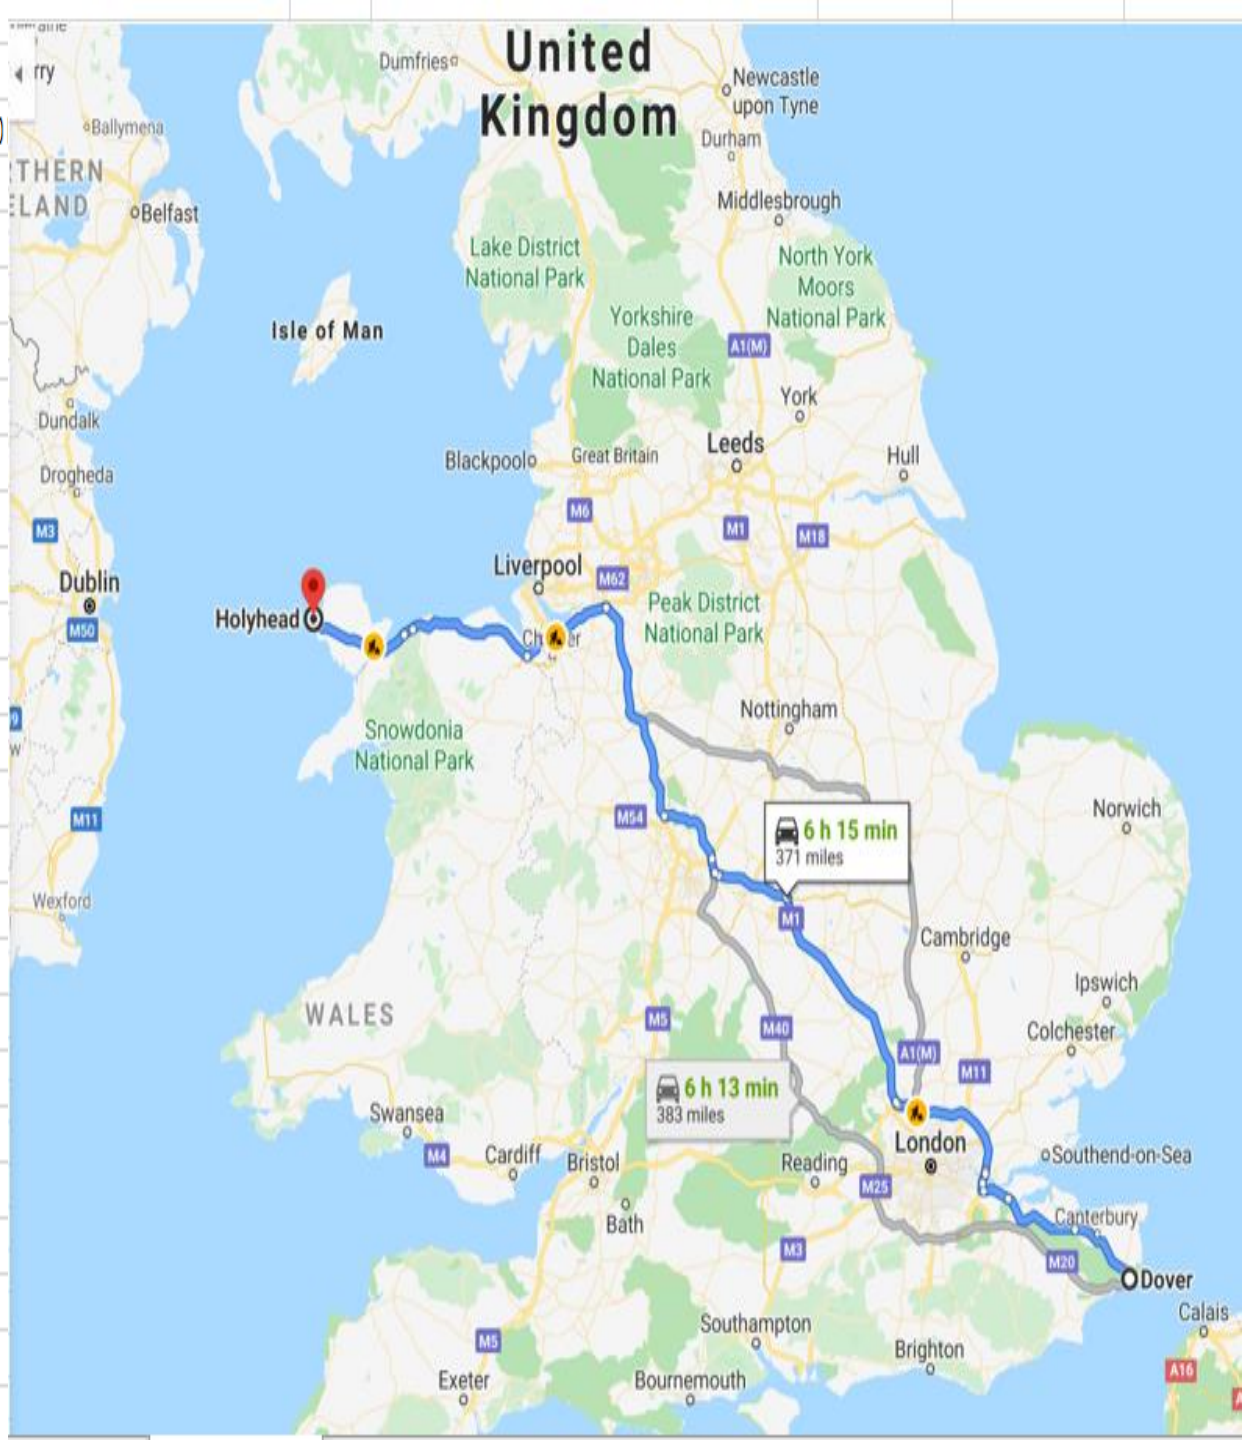 rry
Dumfries
United
Kingdom
Newcastle
upon Tyne
Ballymena
Durham
THERN
ELAND
Belfast
Middlesbrough
Lake District
National Park
North York
Moors
National Park
Isle of Man
Yorkshire
Dales
National Park
A1(M)
Dundalk
York
Leeds
Blackpool
Great Britain
Hull
Drogheda
M3
M6
M1
M18
Dublin
Liverpool
M62
M50
Holyhead
Peak District
National Park
Ch er
Snowdonia
National Park
Nottingham
M11
M54
6 h 15 min
371 miles
Norwich
Wexford
M1
Cambridge
Ipswich
WALES
M5
M40
Colchester
A1(M)
M11
6 h 13 min
383 miles
Swansea
London
M4
Cardiff
Bristol
Reading
Southend-on-Sea
M25
Bath
Canterbury
M3
M20
Dover
Calais
Southampton
M5
Brighton
A16
Exeter
Bournemouth